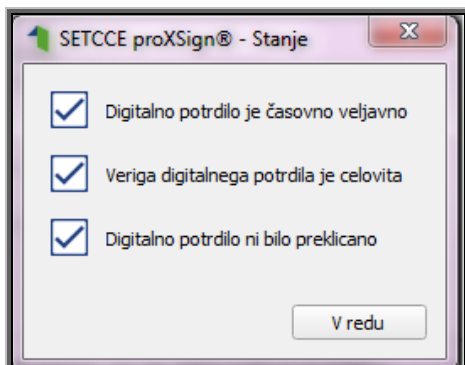 SETCCE proXSign® - Stanje
Digitalno potrdilo je časovno veljavno
Veriga digitalnega potrdila je celovita
Digitalno potrdilo ni bilo preklicano
V redu